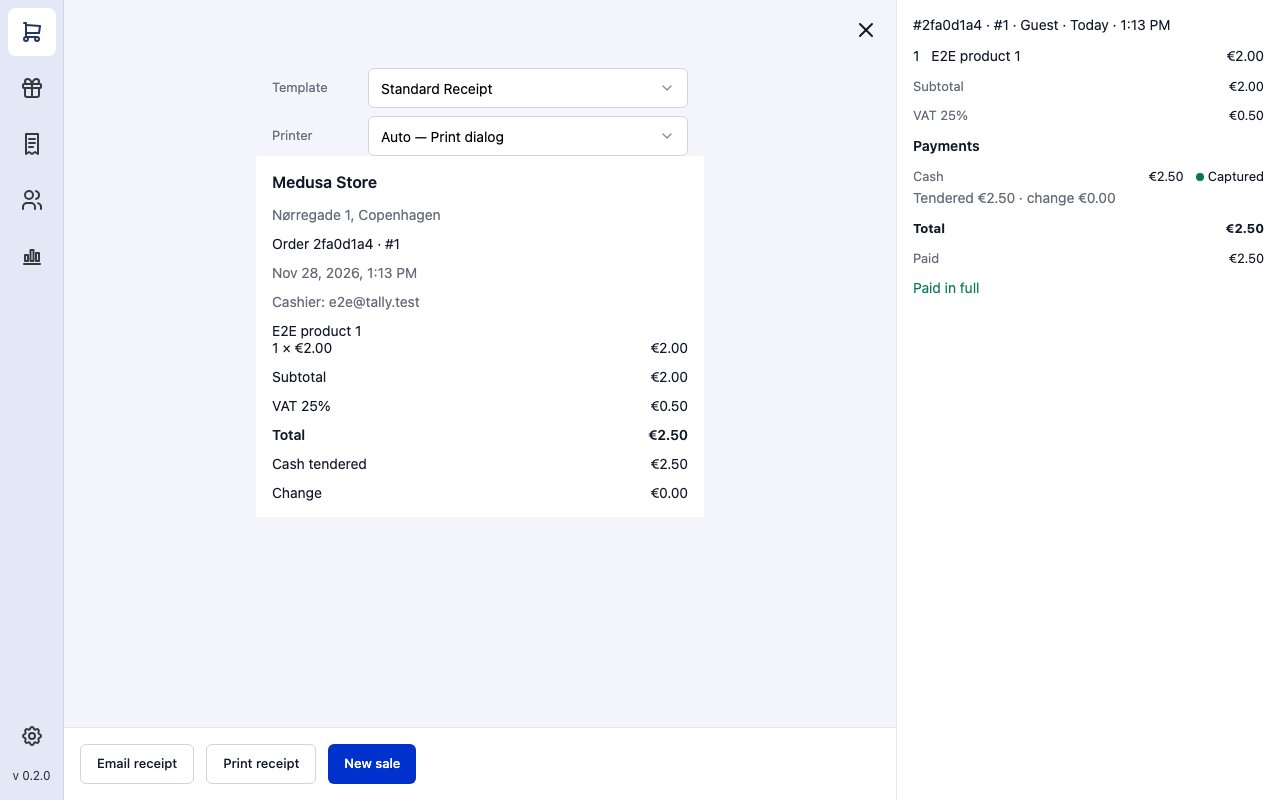 Template
Standard Receipt
Printer
Auto — Print dialog
Medusa Store
Nørregade 1, Copenhagen
Order 2fa0d1a4 · #1
Nov 28, 2026, 1:13 PM
Cashier: e2e@tally.test
E2E product 1
1 × €2.00 €2.00
Subtotal €2.00
VAT 25% €0.50
Total €2.50
Cash tendered €2.50
Change €0.00
Email receipt
Print receipt
New sale
v 0.2.0
#2fa0d1a4 · #1 · Guest · Today · 1:13 PM
1 E2E product 1 €2.00
Subtotal €2.00
VAT 25% €0.50
Payments
Cash €2.50 Captured
Tendered €2.50 · change €0.00
Total €2.50
Paid €2.50
Paid in full